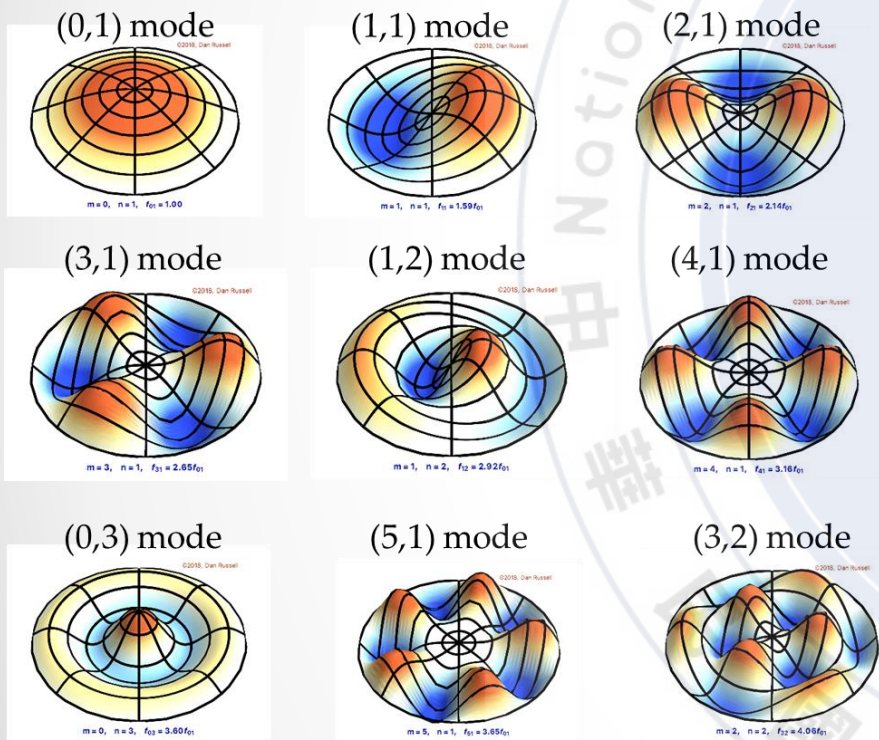 (0,1) mode
(1,1) mode
(2,1) mode
©2018, Dan Russell
©2018, Dan Russell
©2018, Dan Russell
m = 0, n = 1, f01 = 1.00
m = 1, n = 1, f11 = 1.59f01
m = 2, n = 1, f21 = 2.14f01
(3,1) mode
(1,2) mode
(4,1) mode
©2018, Dan Russell
©2018, Dan Russell
©2018, Dan Russell
m = 3, n = 1, f31 = 2.65f01
m = 1, n = 2, f12 = 2.92f01
m = 4, n = 1, f41 = 3.16f01
(0,3) mode
(5,1) mode
(3,2) mode
©2018, Dan Russell
©2018, Dan Russell
©2018, Dan Russell
m = 0, n = 3, f03 = 3.60f01
m = 5, n = 1, f51 = 3.65f01
m = 2, n = 2, f32 = 4.06f01
Nation
中
華